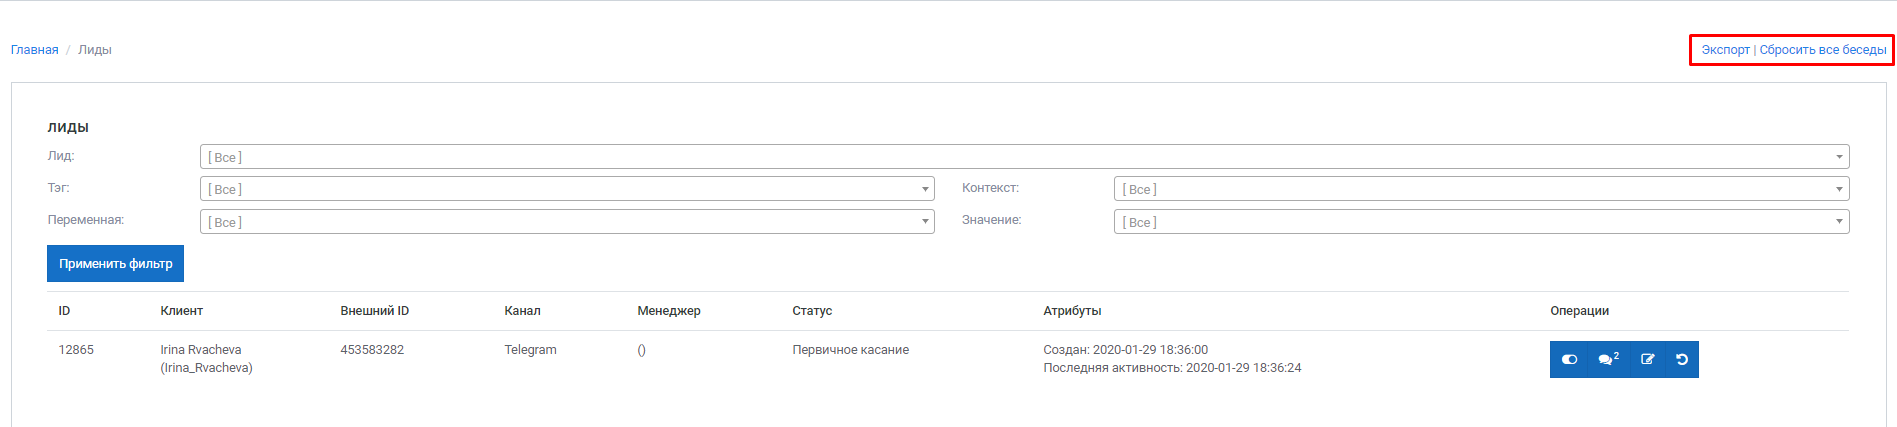 Главная / Лиды
Экспорт | Сбросить все беседы
ЛИДЫ
Лид: [ Все ]
Тэг: [ Все ] Контекст: [ Все ]
Переменная: [ Все ] Значение: [ Все ]
Применить фильтр
ID Клиент Внешний ID Канал Менеджер Статус Атрибуты Операции
12865 Irina Rvacheva 453583282 Telegram () Первичное касание Создан: 2020-01-29 18:36:00 2
(Irina_Rvacheva) Последняя активность: 2020-01-29 18:36:24